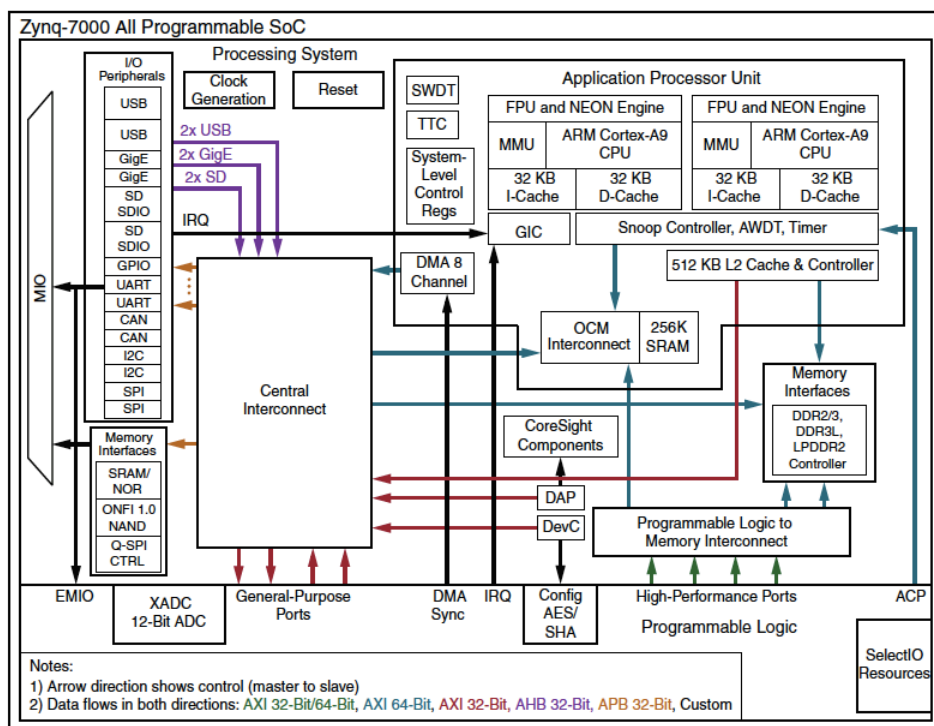 Zynq-7000 All Programmable SoC
Processing System
I/O
Peripherals
USB
USB
GigE
GigE
SD
SDIO
SD
SDIO
GPIO
UART
UART
CAN
CAN
I2C
I2C
SPI
SPI
MIO
Memory
Interfaces
SRAM/
NOR
ONFI 1.0
NAND
Q-SPI
CTRL
Clock
Generation
Reset
2x USB
2x GigE
2x SD
IRQ
Central
Interconnect
Application Processor Unit
SWDT
TTC
System-
Level
Control
Regs
FPU and NEON Engine
MMU
ARM Cortex-A9
CPU
32 KB
I-Cache
32 KB
D-Cache
FPU and NEON Engine
MMU
ARM Cortex-A9
CPU
32 KB
I-Cache
32 KB
D-Cache
GIC
Snoop Controller, AWDT, Timer
DMA 8
Channel
512 KB L2 Cache & Controller
OCM
Interconnect
256K
SRAM
Memory
Interfaces
DDR2/3,
DDR3L,
LPDDR2
Controller
CoreSight
Components
DAP
DevC
Programmable Logic to
Memory Interconnect
EMIO
XADC
12-Bit ADC
General-Purpose
Ports
DMA
Sync
IRQ
Config
AES/
SHA
High-Performance Ports
ACP
Programmable Logic
SelectIO
Resources
Notes:
1) Arrow direction shows control (master to slave)
2) Data flows in both directions: AXI 32-Bit/64-Bit, AXI 64-Bit, AXI 32-Bit, AHB 32-Bit, APB 32-Bit, Custom